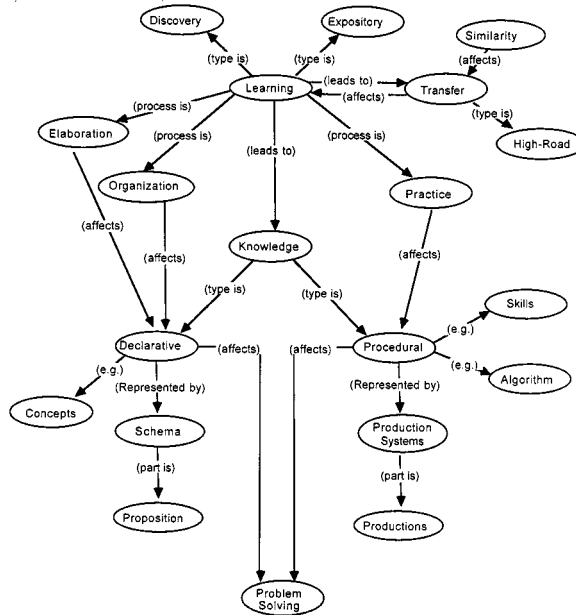 Discovery
Expository
Similarity
(type is)
(type is)
(affects)
Learning
(leads to)
(affects)
Transfer
(process is)
(type is)
Elaboration
(process is)
(process is)
High-Road
(leads to)
Organization
Practice
(affects)
Knowledge
(affects)
(affects)
(type is)
(type is)
Skills
Declarative
(affects)
(affects)
Procedural
(e.g.)
(e.g.)
(e.g.)
(Represented by)
(Represented by)
Algorithm
Concepts
Schema
Production
Systems
(part is)
(part is)
Proposition
Productions
Problem
Solving